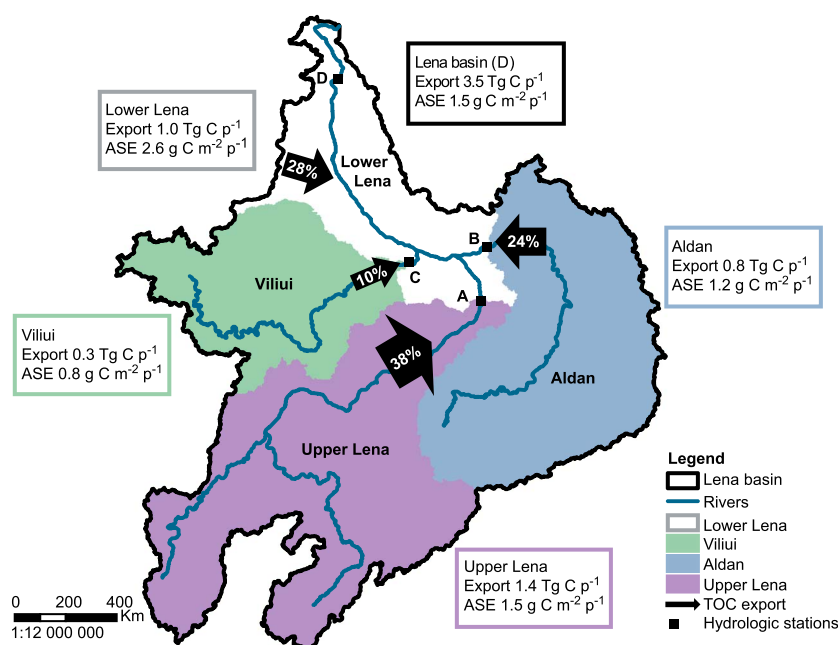 Lena basin (D)
Export 3.5 Tg C p-1
ASE 1.5 g C m-2 p-1
D
Lower Lena
Export 1.0 Tg C p-1
ASE 2.6 g C m-2 p-1
Lower
Lena
28%
B
24%
Aldan
Export 0.8 Tg C p-1
ASE 1.2 g C m-2 p-1
C
10%
Viliui
A
Viliui
Export 0.3 Tg C p-1
ASE 0.8 g C m-2 p-1
38%
Aldan
Upper Lena
Legend
Lena basin
Rivers
Lower Lena
Viliui
Aldan
Upper Lena
TOC export
Hydrologic stations
Upper Lena
Export 1.4 Tg C p-1
ASE 1.5 g C m-2 p-1
0 200 400
Km
1:12 000 000